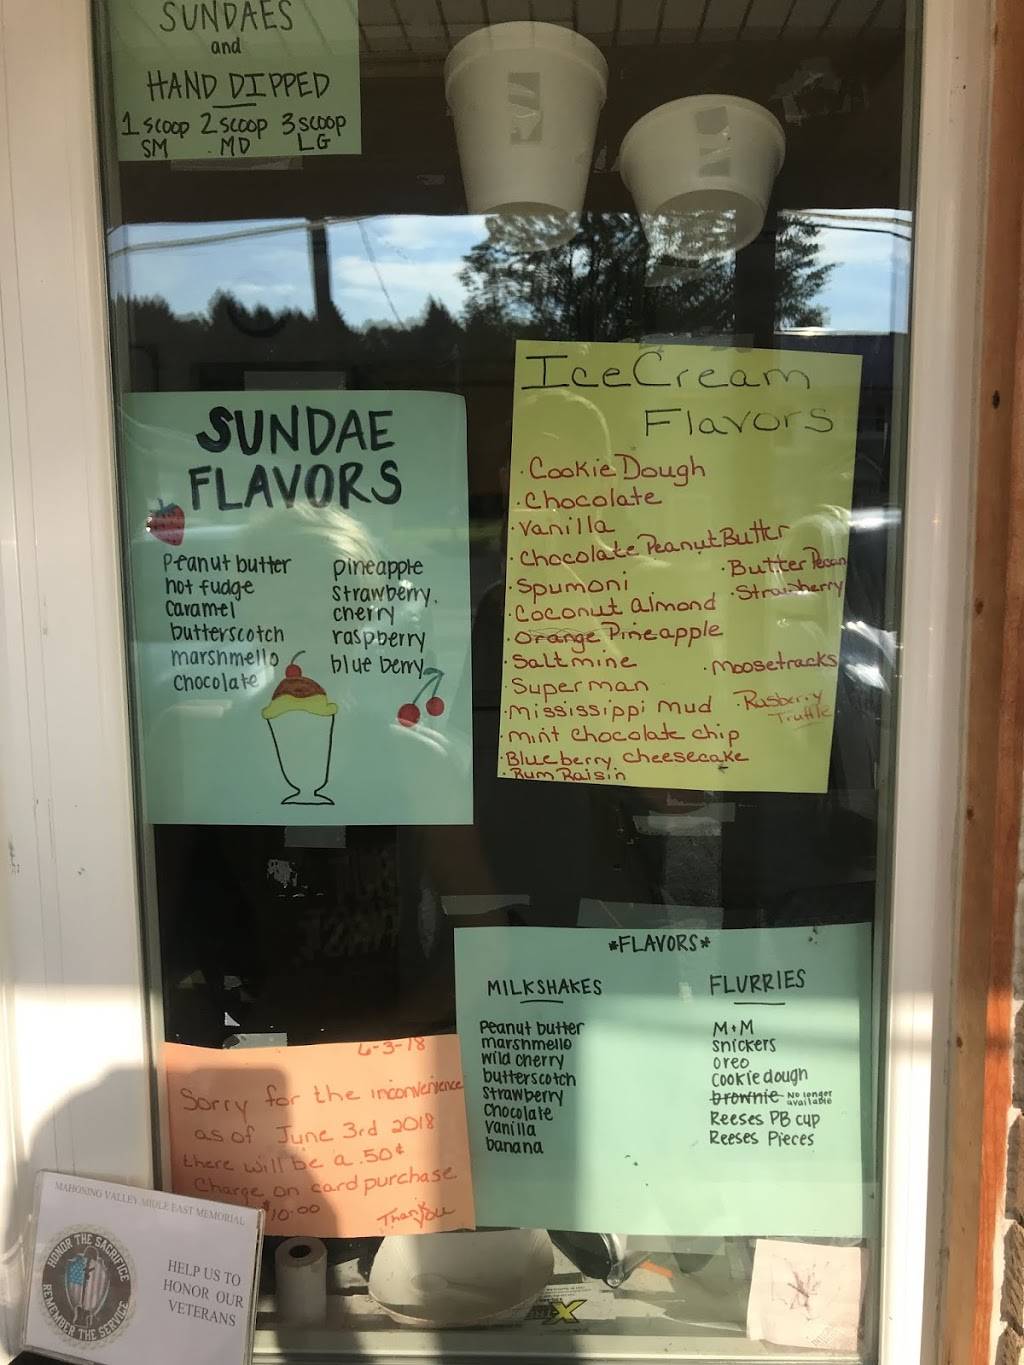 SUNDAES
and
HAND DIPPED
1 scoop 2 scoop 3 scoop
SM MD LG
SUNDAE
FLAVORS
peanut butter
hot fudge
caramel
butterscotch
marshmello
chocolate
pineapple
strawberry
cherry
raspberry
blue berry
Ice Cream
Flavors
· Cookie Dough
· Chocolate
· Vanilla
· Chocolate Peanut Butter
· Spumoni
· Coconut almond
· Orange Pineapple
· Saltmine
· Superman
· Mississippi mud
· mint chocolate chip
· Blueberry cheesecake
· Rum Raisin
· Butter Pecan
· Strawberry
· moosetracks
· Rasberry
Truffle
*FLAVORS*
MILKSHAKES
Peanut butter
marshmello
wild cherry
butterscotch
strawberry
chocolate
vanilla
banana
FLURRIES
M+M
snickers
oreo
cookie dough
brownie No longer
available
Reeses PB cup
Reeses Pieces
6-3-18
Sorry for the inconvenience
as of June 3rd 2018
there will be a .50¢
Charge on card purchase
$10.00
Thank You
MAHONING VALLEY MIDLE EAST MEMORIAL
HONOR THE SACRIFICE
REMEMBER THE SERVICE
HELP US TO
HONOR OUR
VETERANS